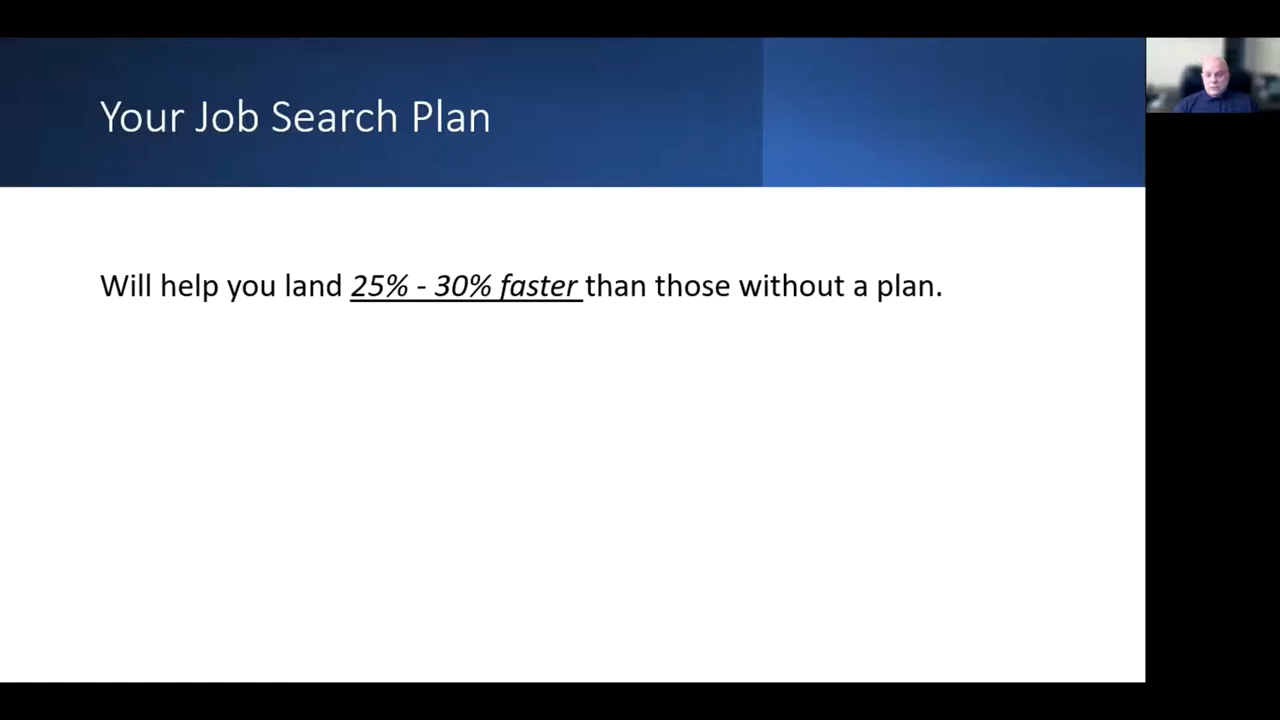 Your Job Search Plan
Will help you land 25% - 30% faster than those without a plan.